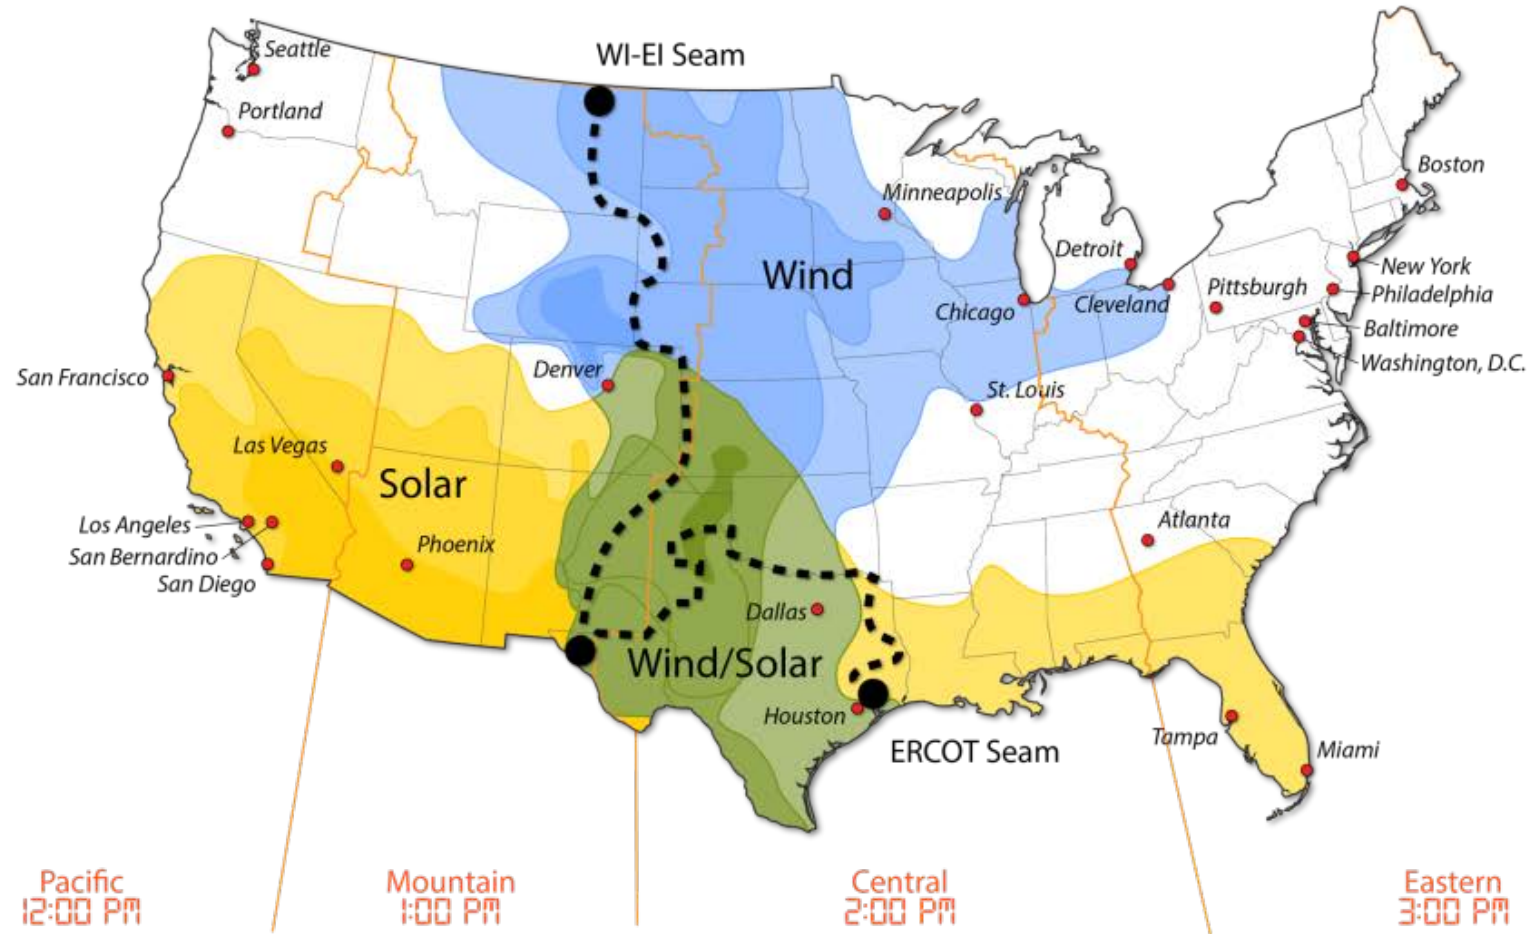 WI-EI Seam
Seattle
Portland
Boston
Minneapolis
Detroit
New York
Wind
Pittsburgh
Philadelphia
Chicago
Cleveland
Baltimore
Washington, D.C.
San Francisco
Denver
St. Louis
Las Vegas
Solar
Los Angeles
Atlanta
San Bernardino
Phoenix
San Diego
Dallas
Wind/Solar
Houston
Tampa
Miami
ERCOT Seam
Pacific
12:00 PM
Mountain
1:00 PM
Central
2:00 PM
Eastern
3:00 PM